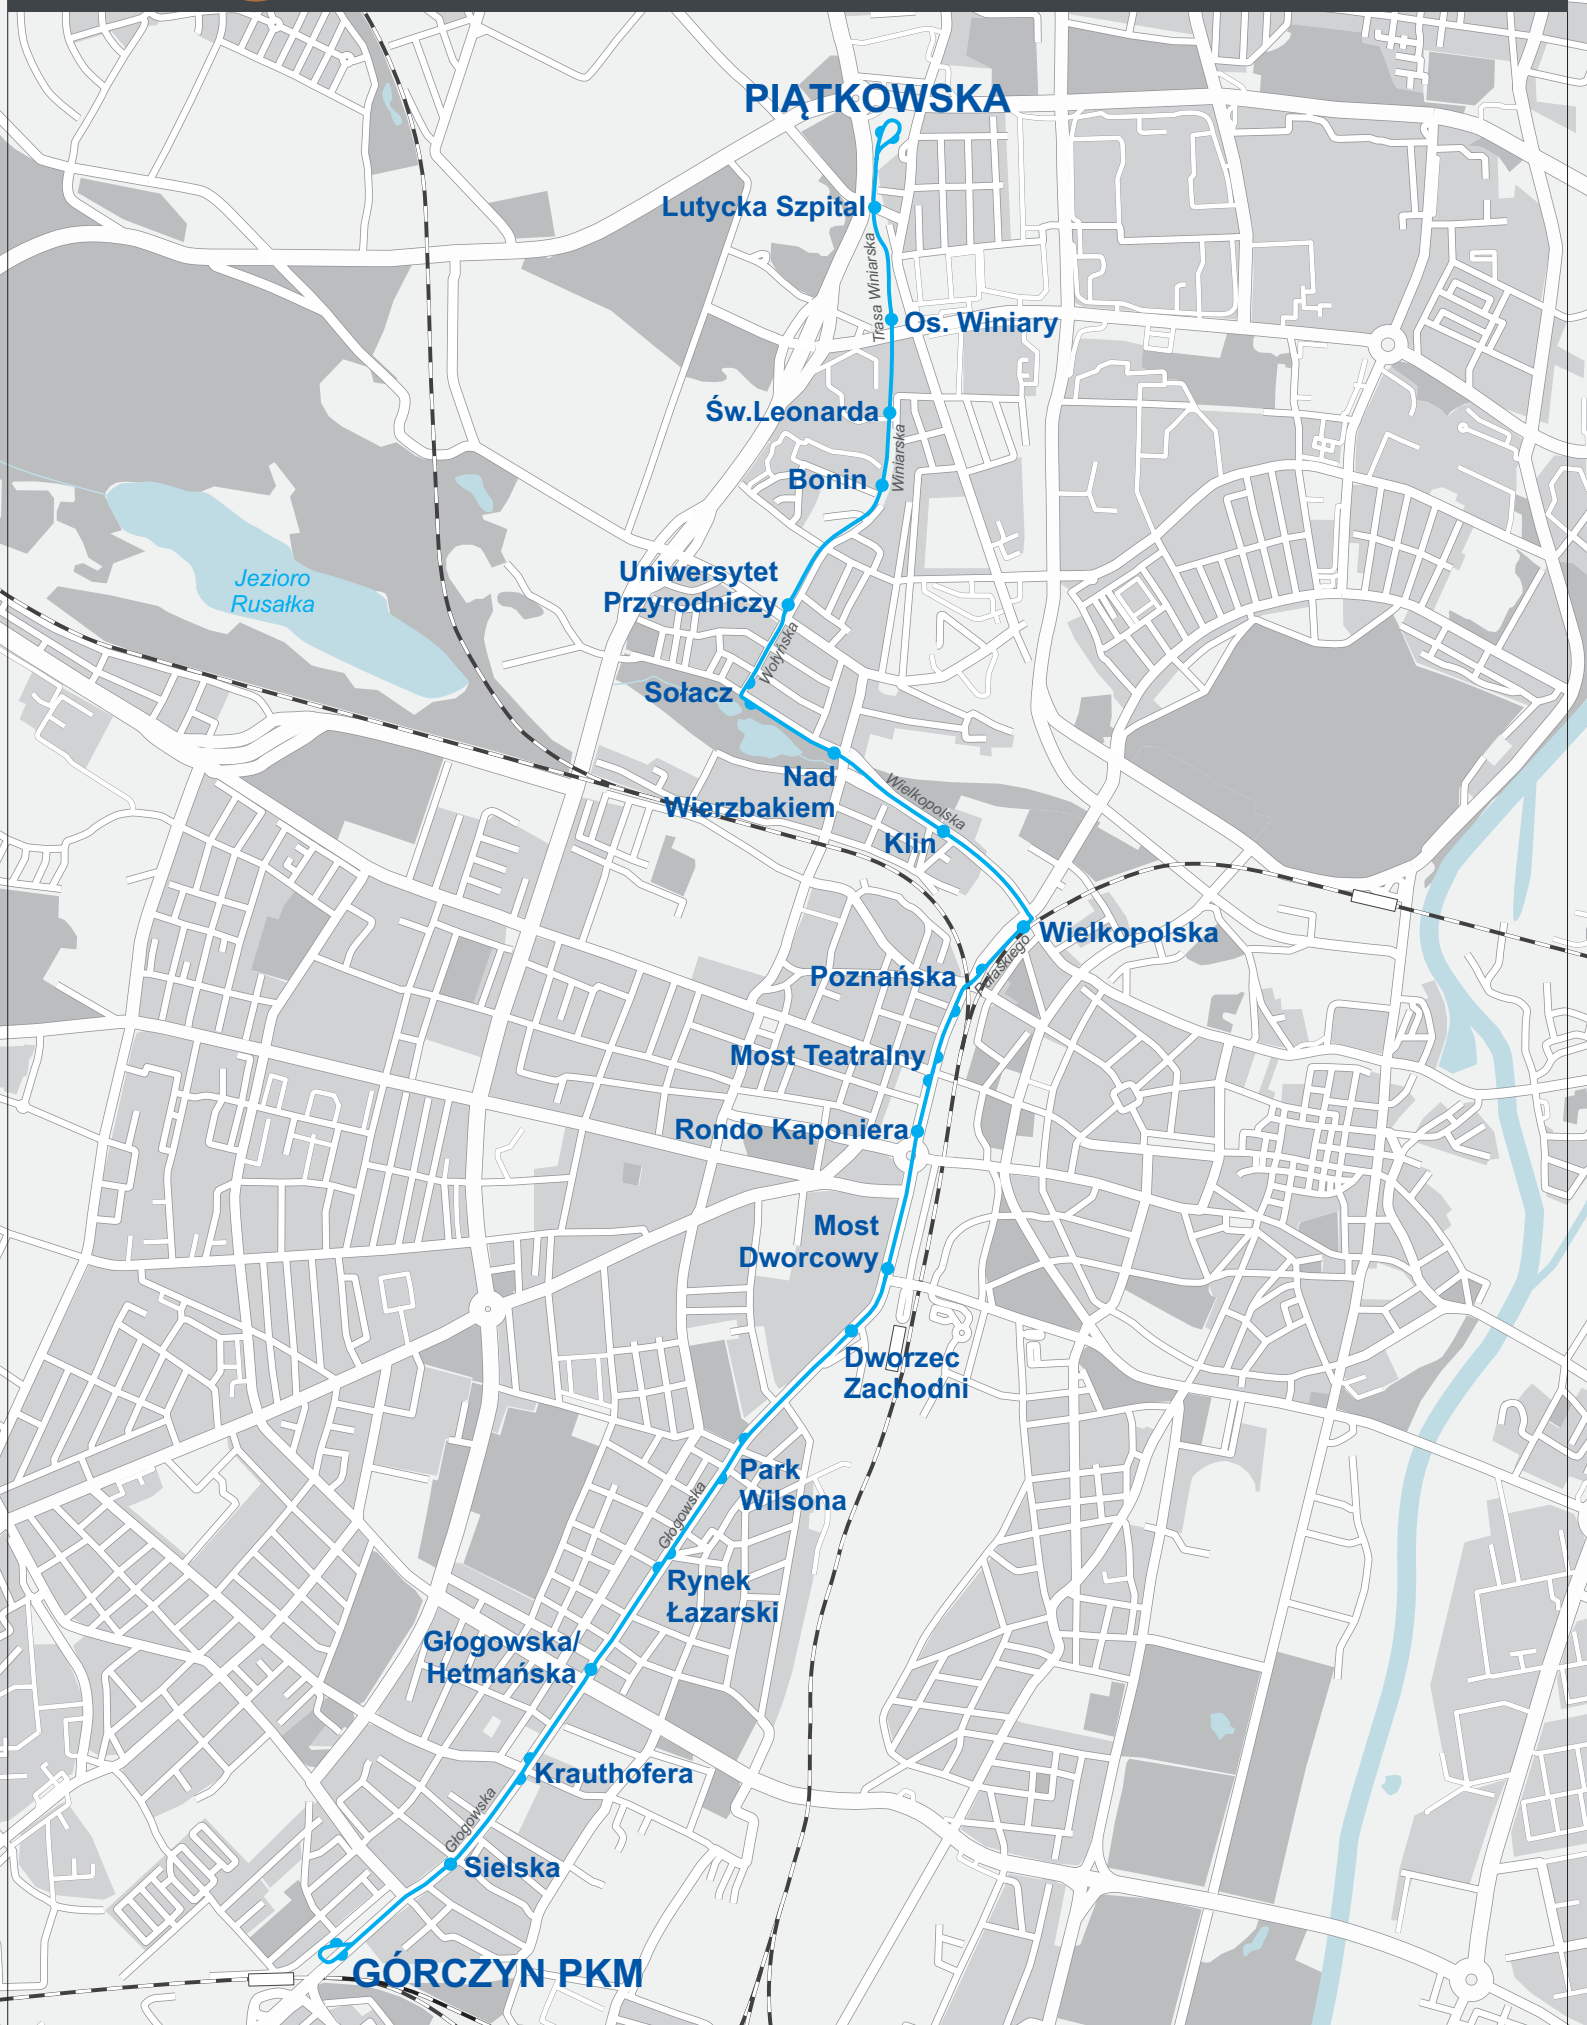 PIĄTKOWSKA
Lutycka Szpital
Trasa Winiarska
Os. Winiary
Św.Leonarda
Winiarska
Bonin
Uniwersytet
Przyrodniczy
Jezioro
Rusałka
Wołyńska
Sołacz
Nad
Wierzbakiem
Wielkopolska
Klin
Wielkopolska
Pułaskiego
Poznańska
Most Teatralny
Rondo Kaponiera
Most
Dworcowy
Dworzec
Zachodni
Park
Wilsona
Głogowska
Rynek
Łazarski
Głogowska/
Hetmańska
Krauthofera
Głogowska
Sielska
GÓRCZYN PKM